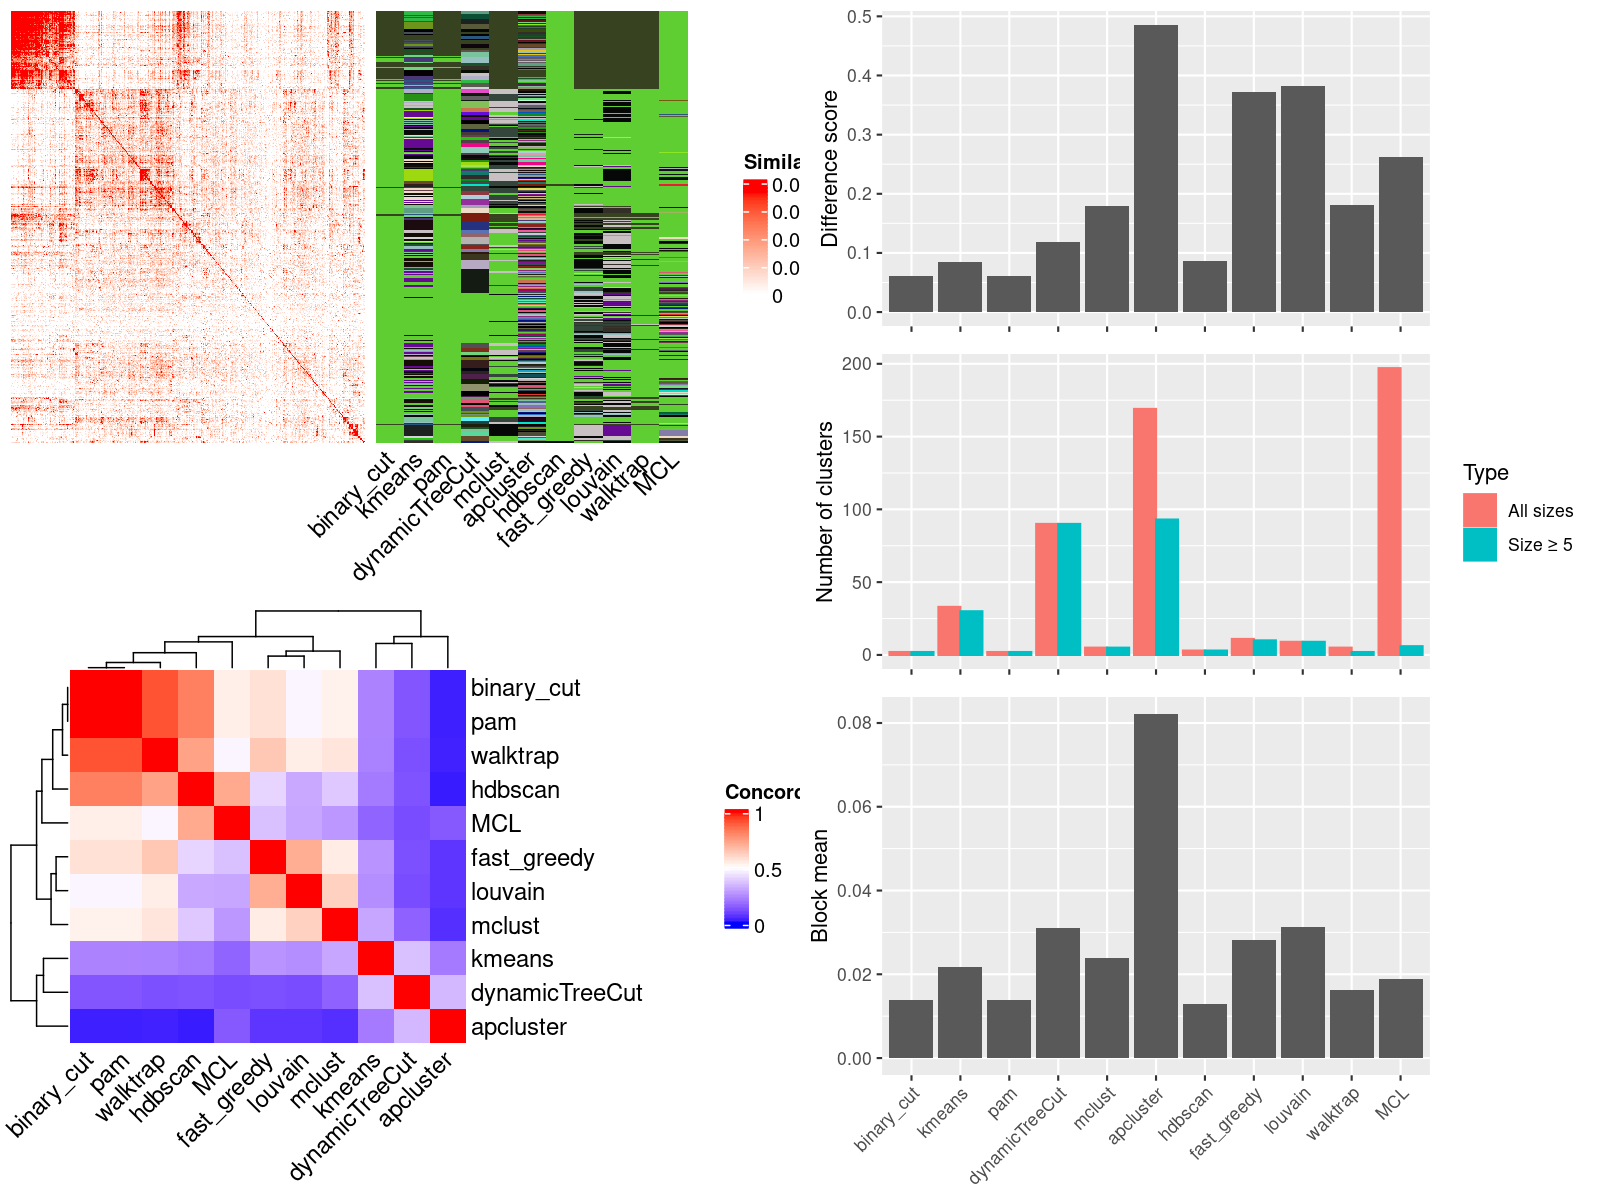 Simila
0.0
0.0
0.0
0.0
0
binary_cut
kmeans
pam
dynamicTreeCut
mclust
apcluster
hdbscan
fast_greedy
louvain
walktrap
MCL
binary_cut
pam
walktrap
hdbscan
MCL
fast_greedy
louvain
mclust
kmeans
dynamicTreeCut
apcluster
binary_cut
pam
walktrap
hdbscan
MCL
fast_greedy
louvain
mclust
kmeans
dynamicTreeCut
apcluster
Concord
1
0.5
0
Difference score
0.5
0.4
0.3
0.2
0.1
0.0
Number of clusters
200
150
100
50
0
Type
All sizes
Size ≥ 5
Block mean
0.08
0.06
0.04
0.02
0.00
binary_cut
kmeans
pam
dynamicTreeCut
mclust
apcluster
hdbscan
fast_greedy
louvain
walktrap
MCL